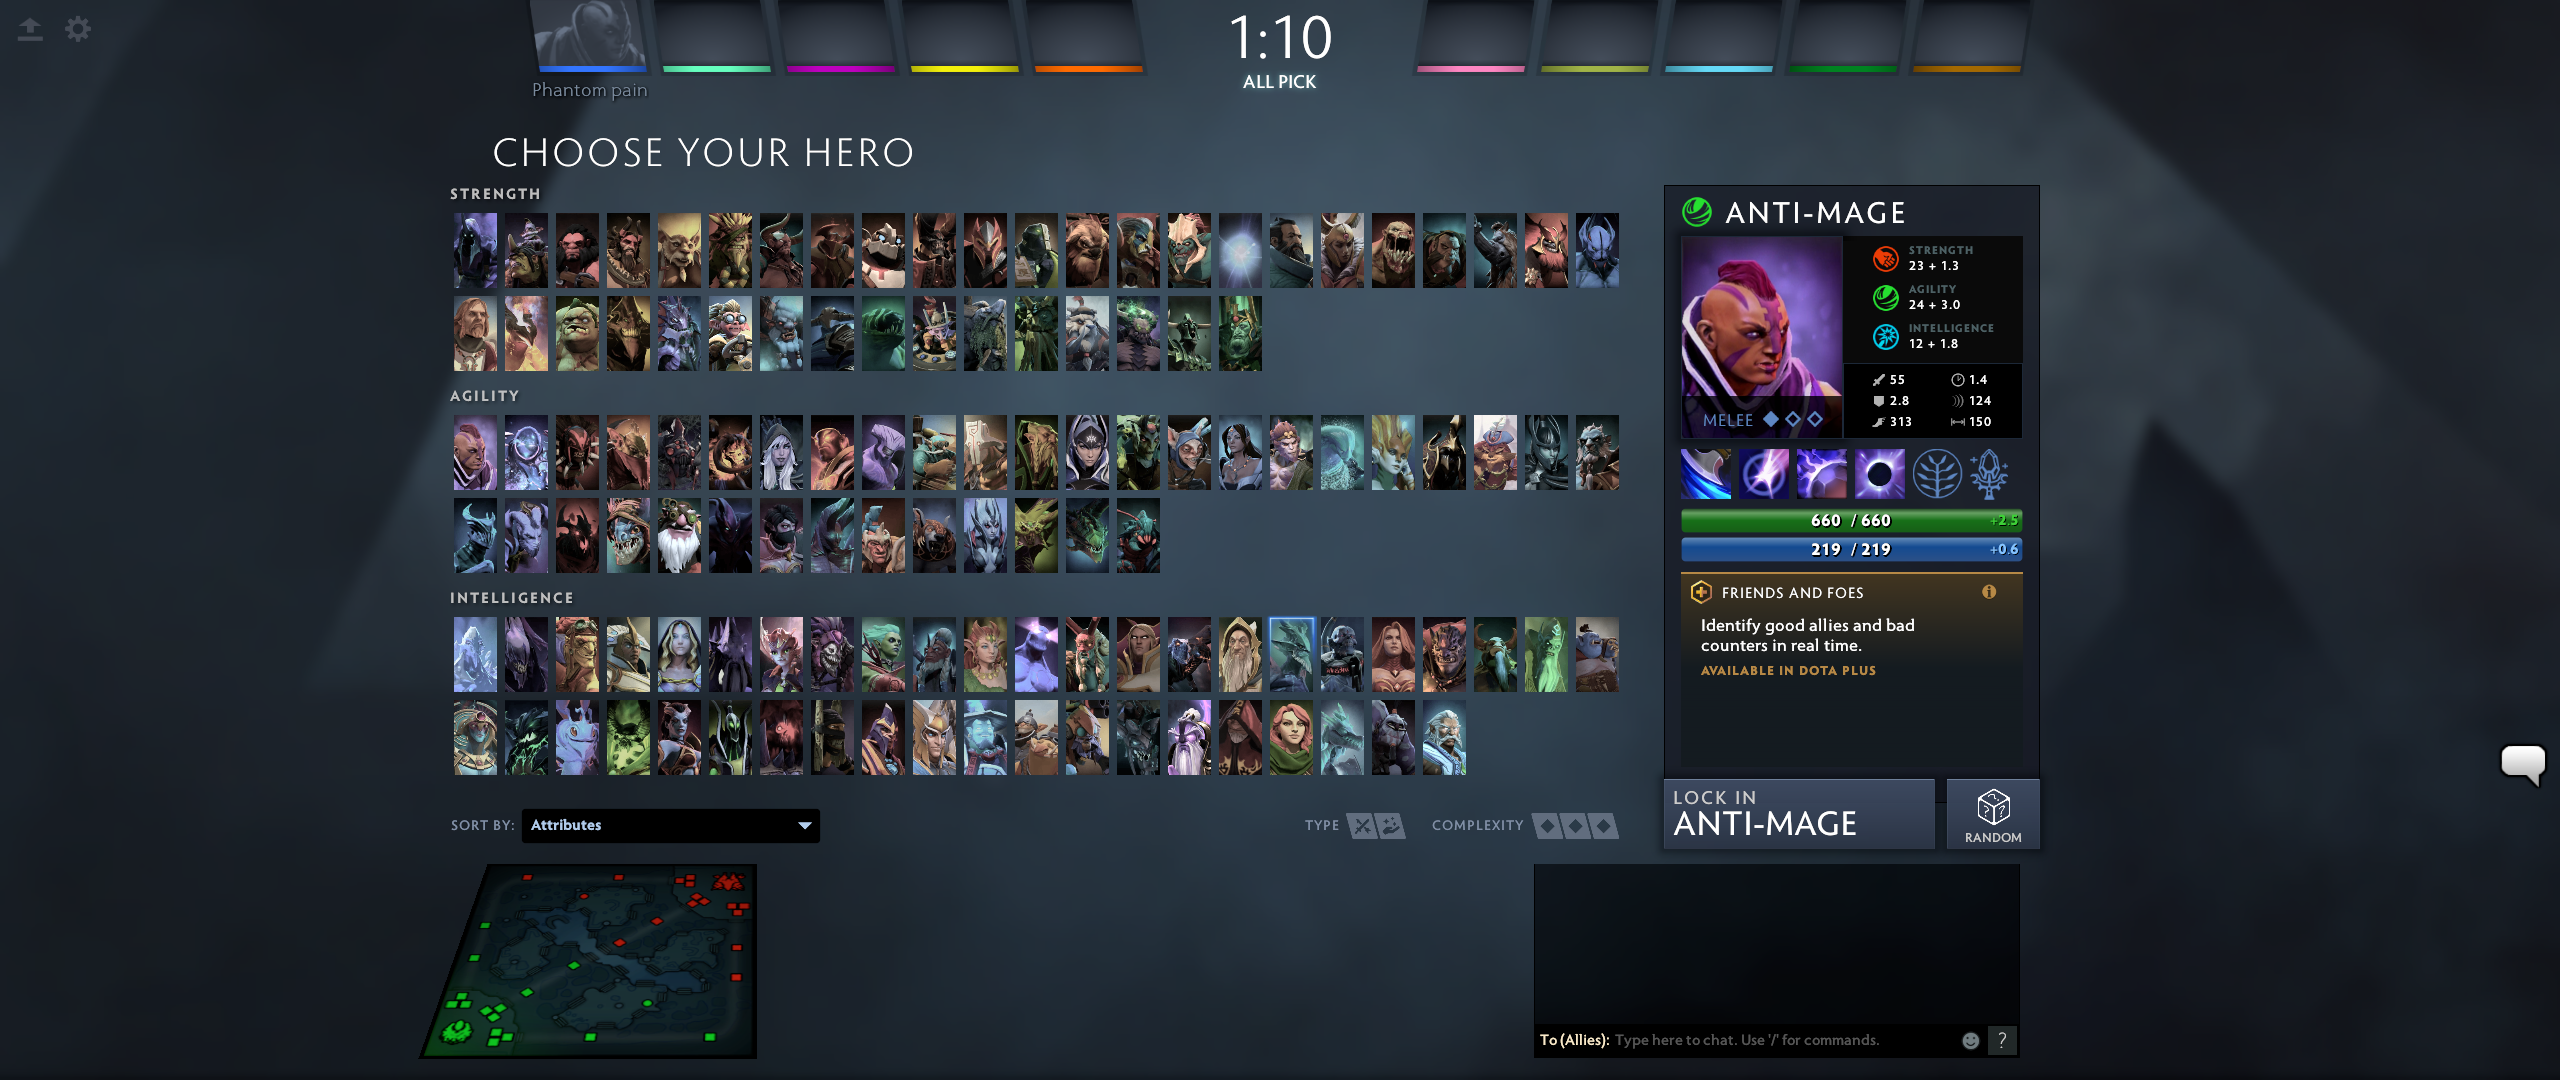 1:10
ALL PICK
Phantom pain
CHOOSE YOUR HERO
STRENGTH
AGILITY
INTELLIGENCE
SORT BY: Attributes
TYPE
COMPLEXITY
ANTI-MAGE
STRENGTH
23 + 1.3
AGILITY
24 + 3.0
INTELLIGENCE
12 + 1.8
MELEE
55 1.4
2.8 124
313 150
660 / 660 +2.5
219 / 219 +0.6
FRIENDS AND FOES
Identify good allies and bad
counters in real time.
AVAILABLE IN DOTA PLUS
LOCK IN
ANTI-MAGE
RANDOM
To (Allies): Type here to chat. Use '/' for commands.
?